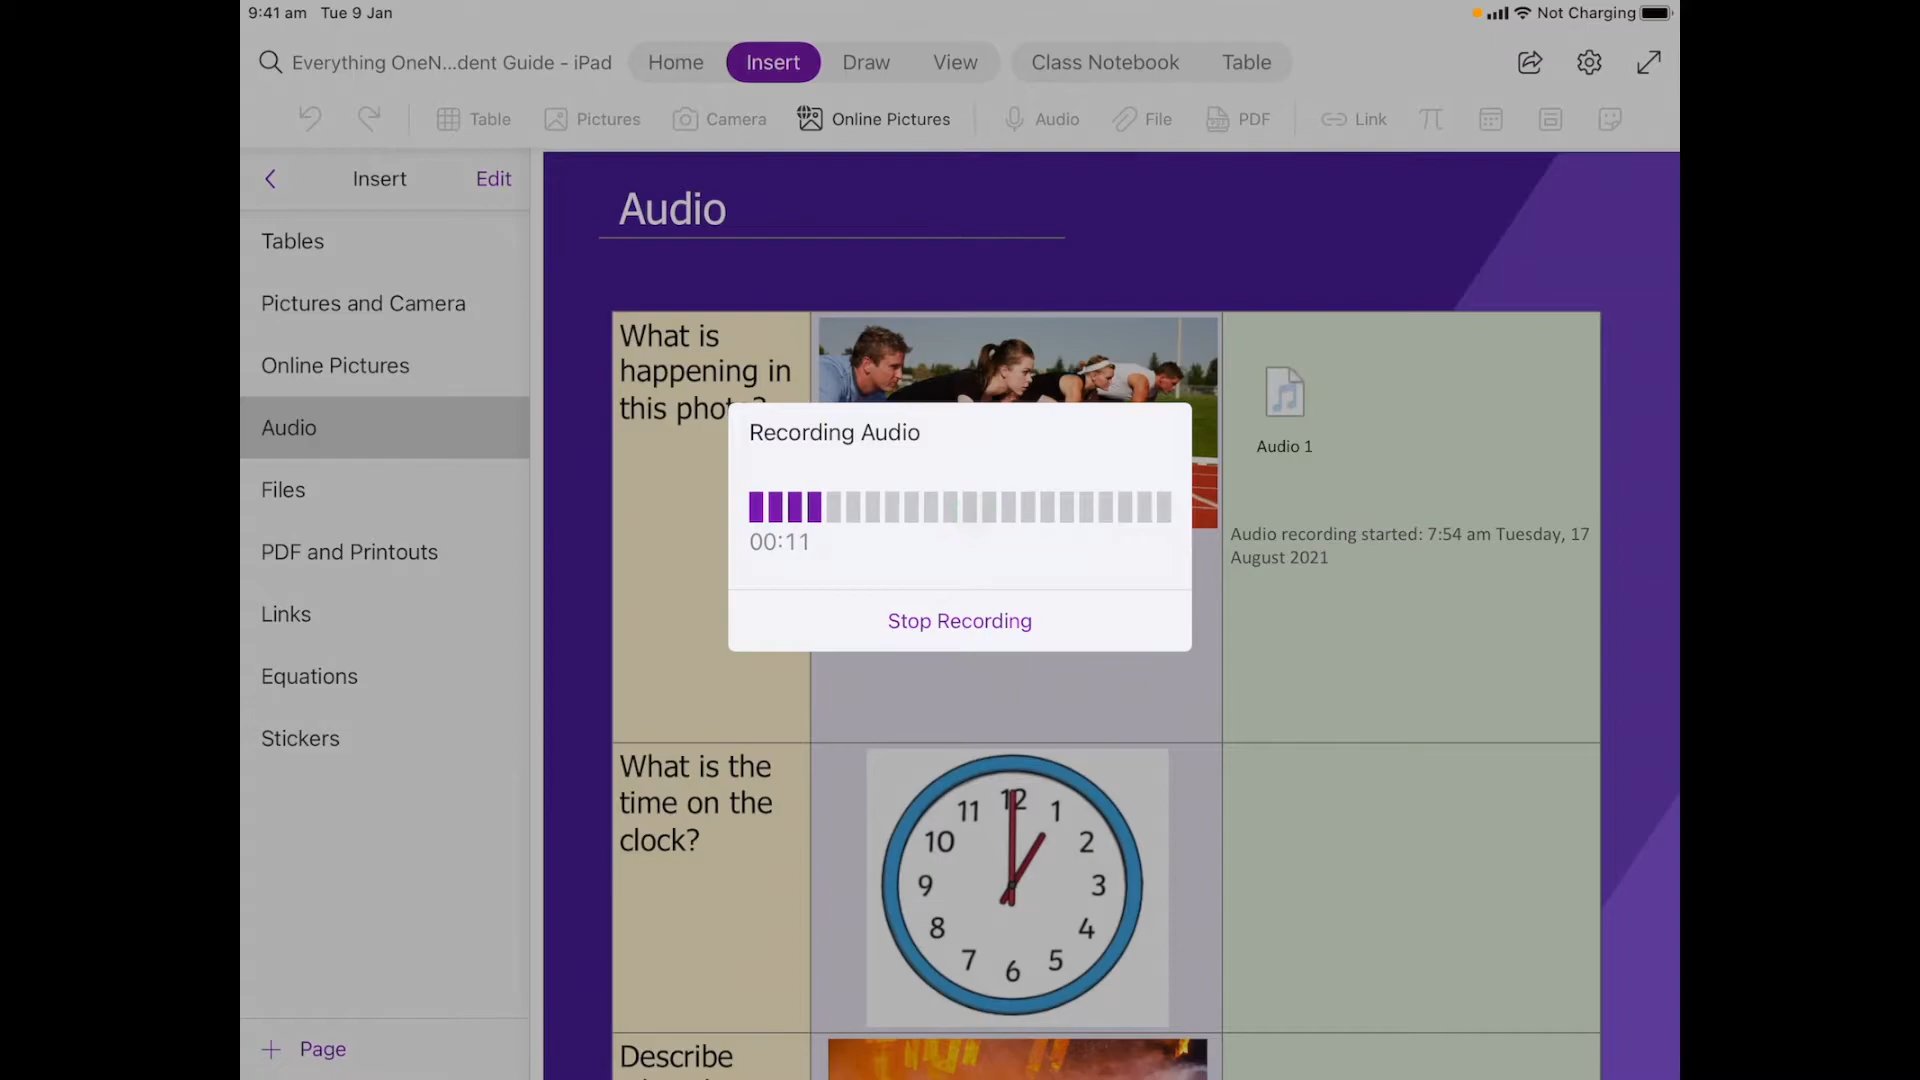 9:41 am Tue 9 Jan
Not Charging
Everything OneN...dent Guide - iPad
Home
Insert
Draw
View
Class Notebook
Table
Table
Pictures
Camera
Online Pictures
Audio
File
PDF
Link
Insert
Edit
Tables
Pictures and Camera
Online Pictures
Audio
Files
PDF and Printouts
Links
Equations
Stickers
Page
Audio
What is
happening in
this photo?
Audio 1
Audio recording started: 7:54 am Tuesday, 17
August 2021
Recording Audio
00:11
Stop Recording
What is the
time on the
clock?
12
1
2
3
4
5
6
7
8
9
10
11
Describe